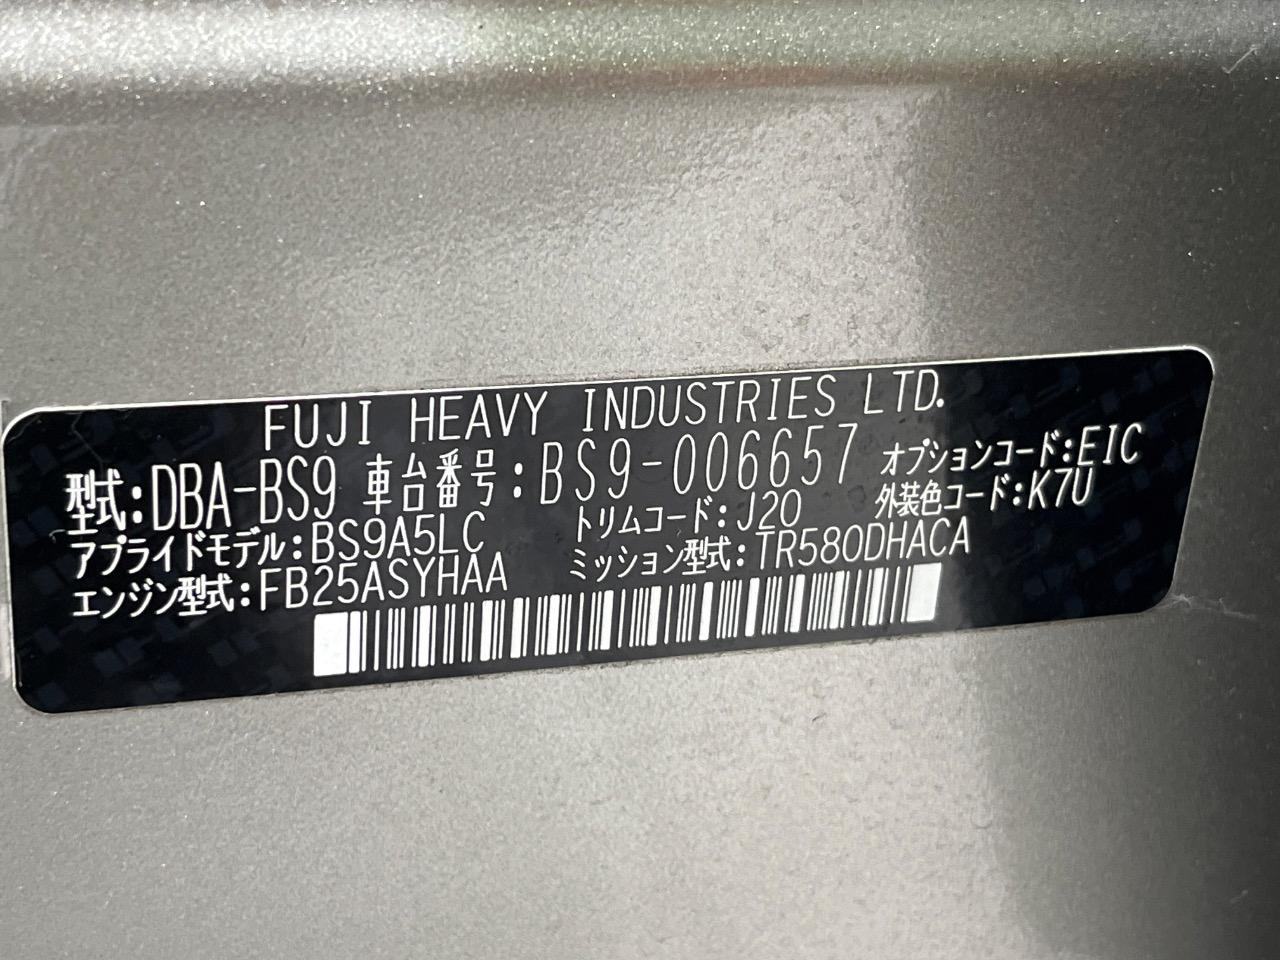 FUJI HEAVY INDUSTRIES LTD.
型式:DBA-BS9 車台番号:BS9-006657 オプションコード:EIC
アプライドモデル:BS9A5LC トリムコード:J20 外装色コード:K7U
エンジン型式:FB25ASYHAA ミッション型式:TR580DHACA